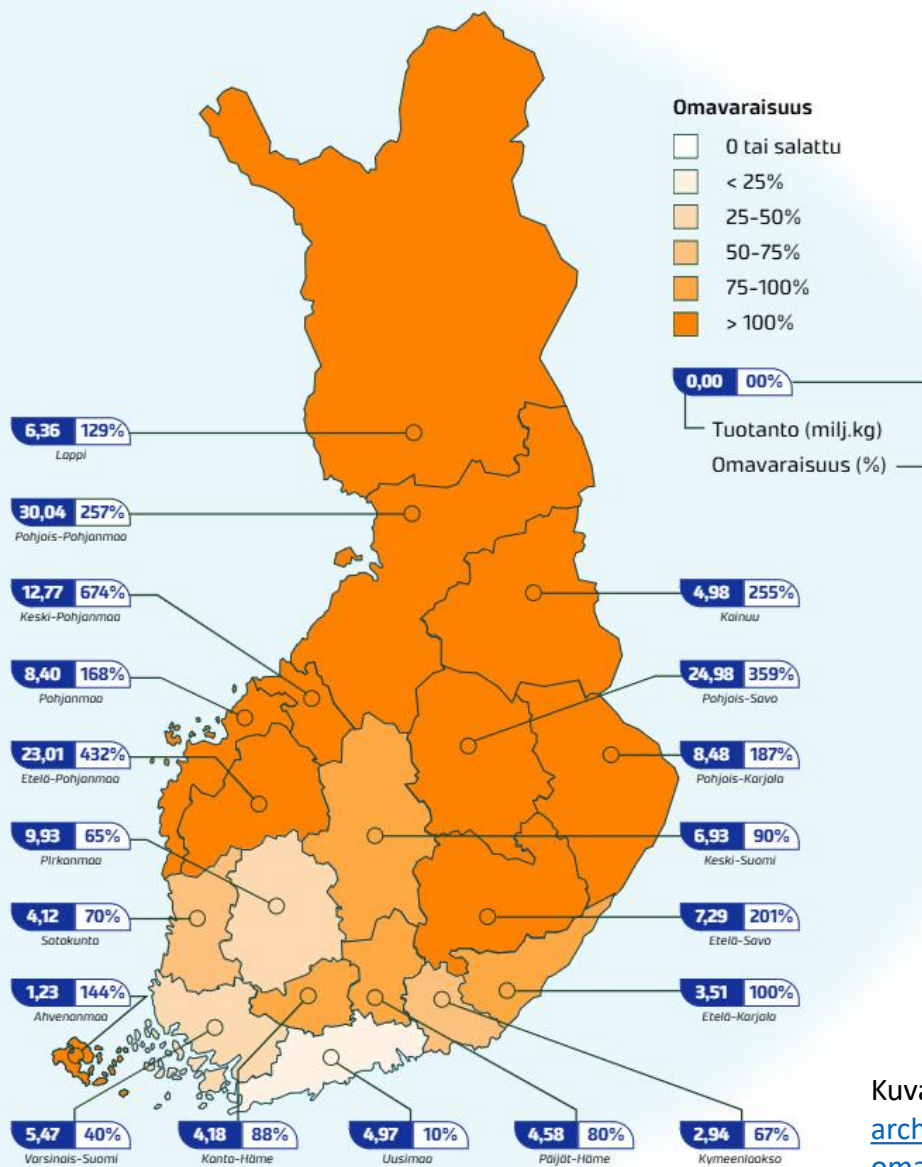 Omavaraisuus
0 tai salattu
< 25%
25-50%
50-75%
75-100%
> 100%
0,00 00%
Tuotanto (milj.kg)
Omavaraisuus (%)
6,36 129%
Lappi
30,04 257%
Pohjois-Pohjanmaa
12,77 674%
Keski-Pohjanmaa
8,40 168%
Pohjanmaa
23,01 432%
Etelä-Pohjanmaa
9,93 65%
Pirkanmaa
4,12 70%
Satakunta
1,23 144%
Ahvenanmaa
4,98 255%
Kainuu
24,98 359%
Pohjois-Savo
8,48 187%
Pohjois-Karjala
6,93 90%
Keski-Suomi
7,29 201%
Etelä-Savo
3,51 100%
Etelä-Karjala
5,47 40%
Varsinais-Suomi
4,18 88%
Kanta-Häme
4,97 10%
Uusimaa
4,58 80%
Päijät-Häme
2,94 67%
Kymeenlaakso
Kuva
arch
oma